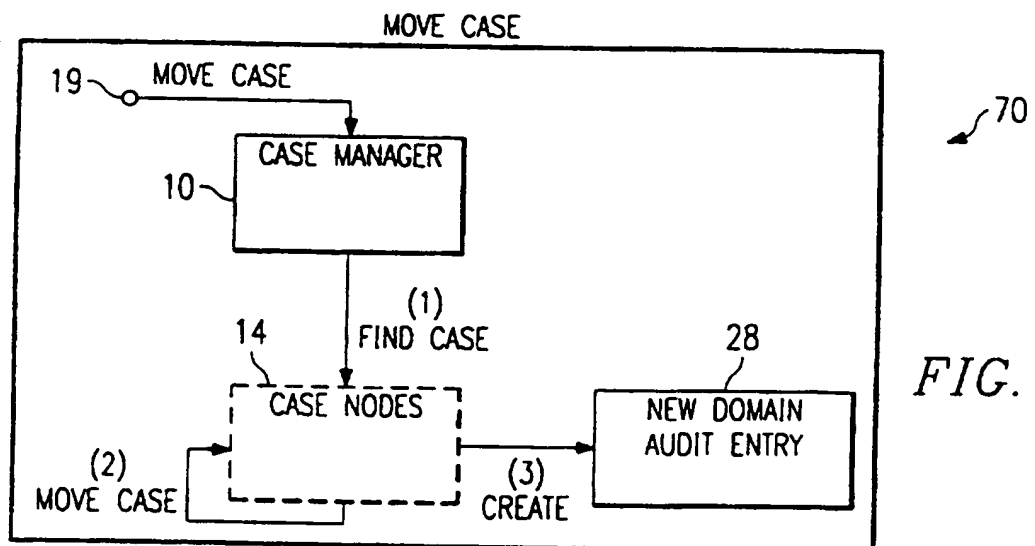 MOVE CASE
19
MOVE CASE
70
CASE MANAGER
10
(1)
FIND CASE
14
28
CASE NODES
NEW DOMAIN
AUDIT ENTRY
FIG.
(2)
MOVE CASE
(3)
CREATE